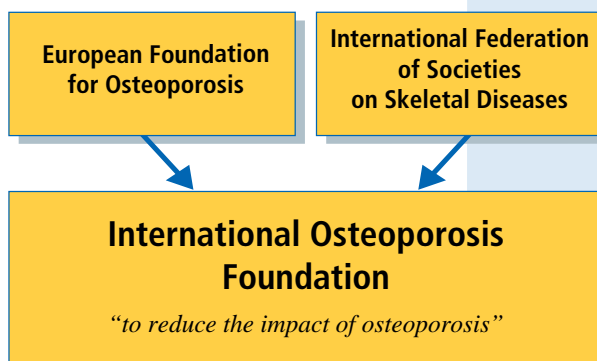 European Foundation
for Osteoporosis
International Federation
of Societies
on Skeletal Diseases
International Osteoporosis
Foundation
“to reduce the impact of osteoporosis”